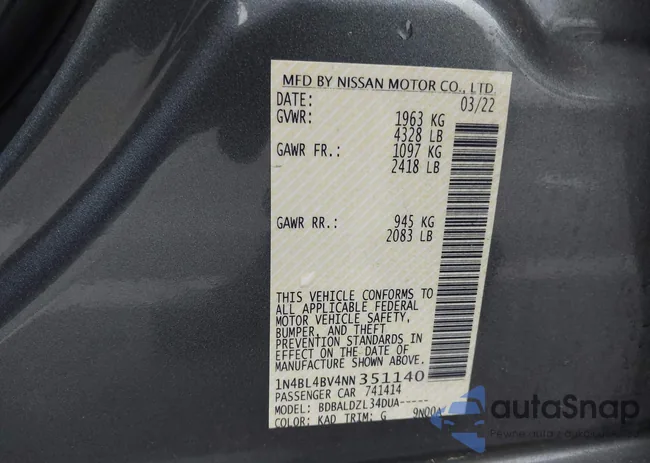 MFD BY NISSAN MOTOR CO., LTD.
DATE: 03/22
GVWR: 1963 KG
4328 LB
GAWR FR.: 1097 KG
2418 LB
GAWR RR.: 945 KG
2083 LB
THIS VEHICLE CONFORMS TO
ALL APPLICABLE FEDERAL
MOTOR VEHICLE SAFETY,
BUMPER, AND THEFT
PREVENTION STANDARDS IN
EFFECT ON THE DATE OF
MANUFACTURE SHOWN ABOVE.
1N4BL4BV4NN351140
PASSENGER CAR 741414
MODEL: BDBALDZL34DUA-----
COLOR: KAD TRIM: G 9N00A
autoSnap
Pewne auta